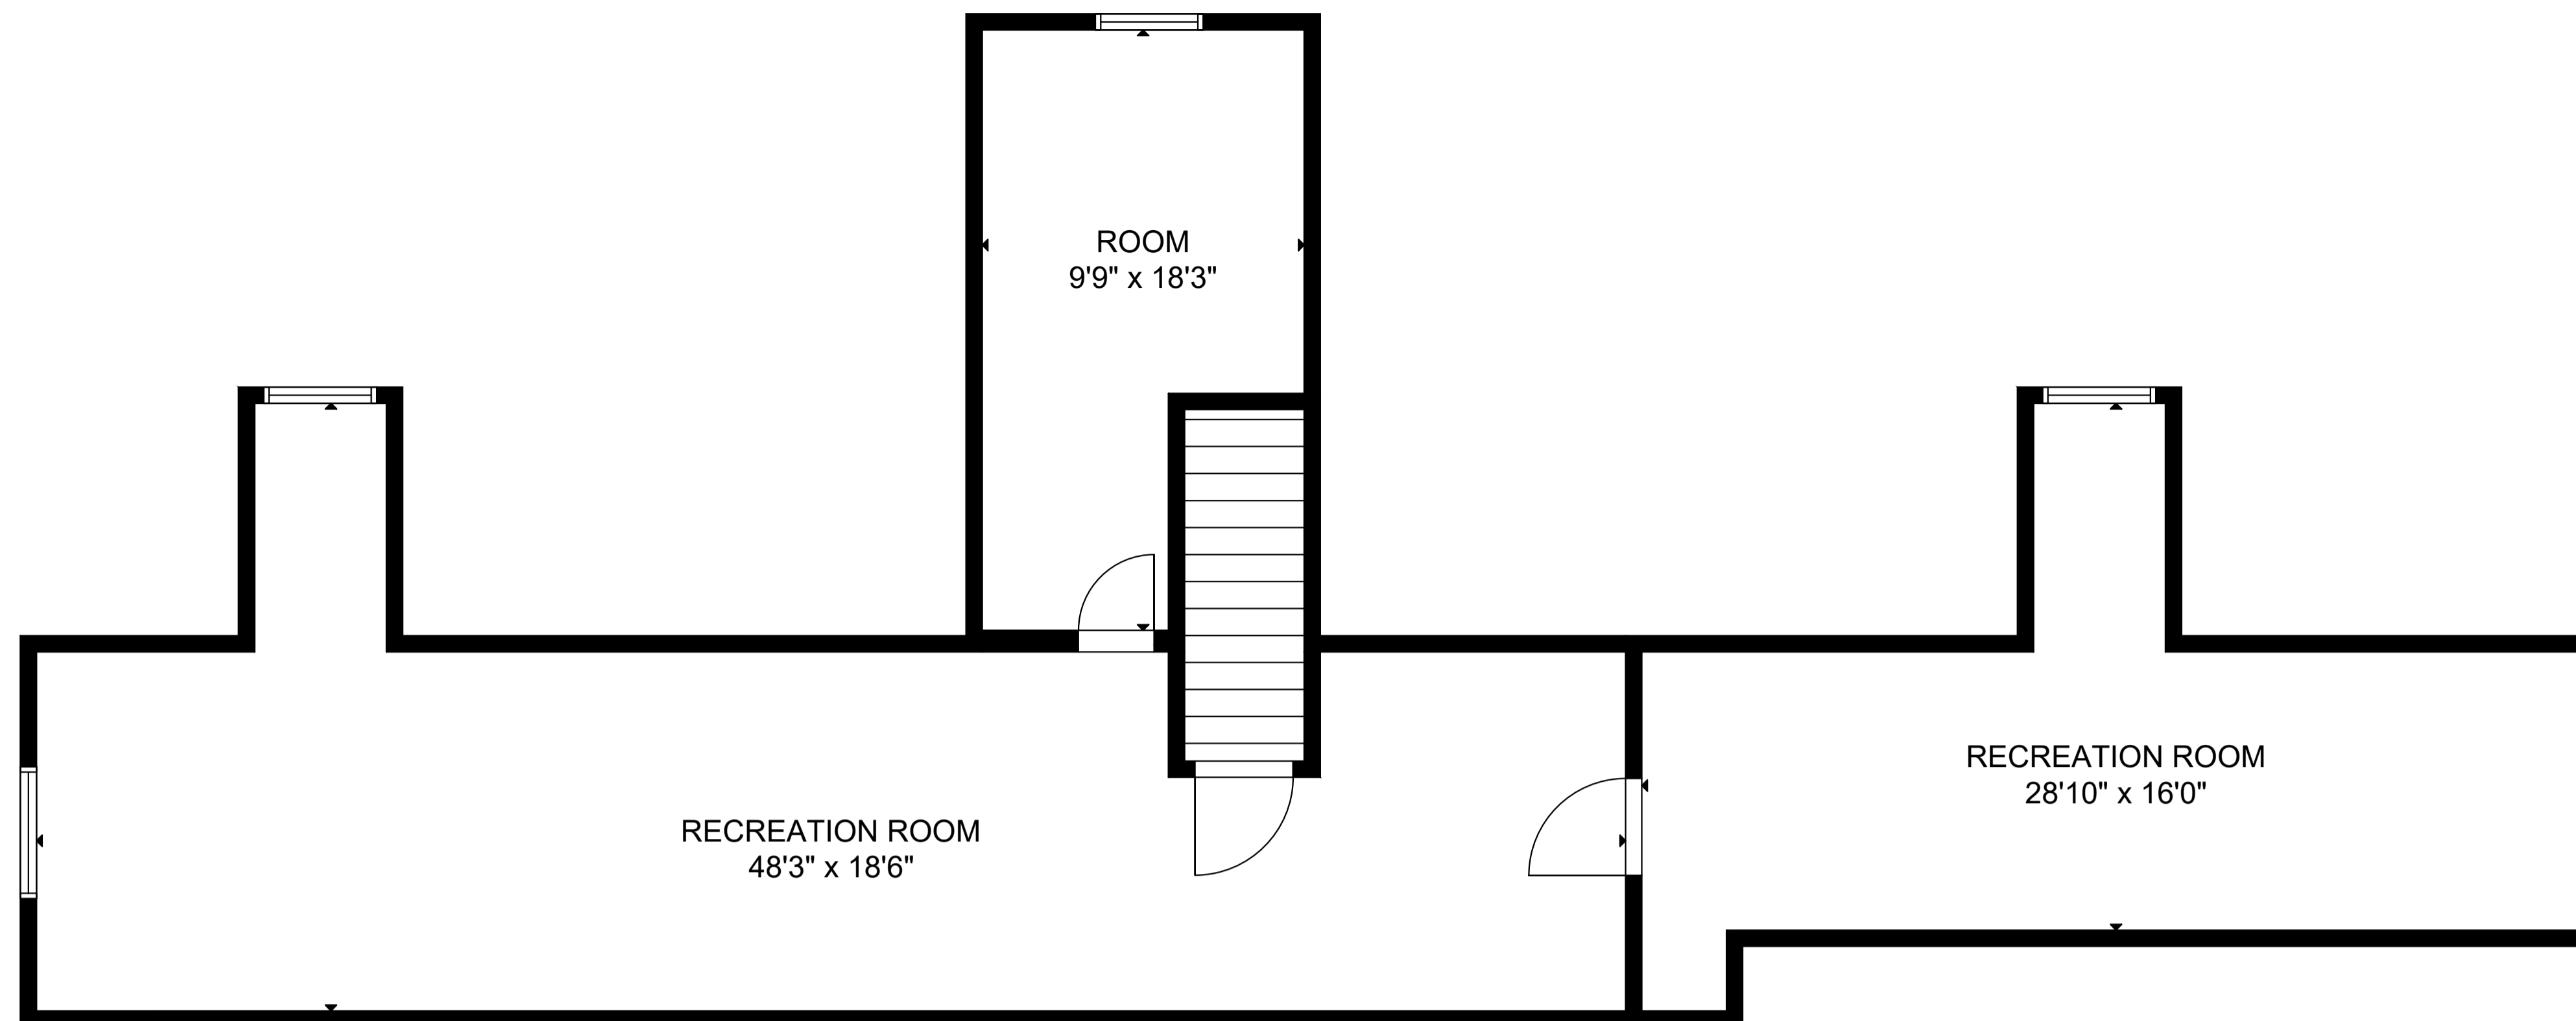 ROOM
9'9" x 18'3"
RECREATION ROOM
28'10" x 16'0"
RECREATION ROOM
48'3" x 18'6"